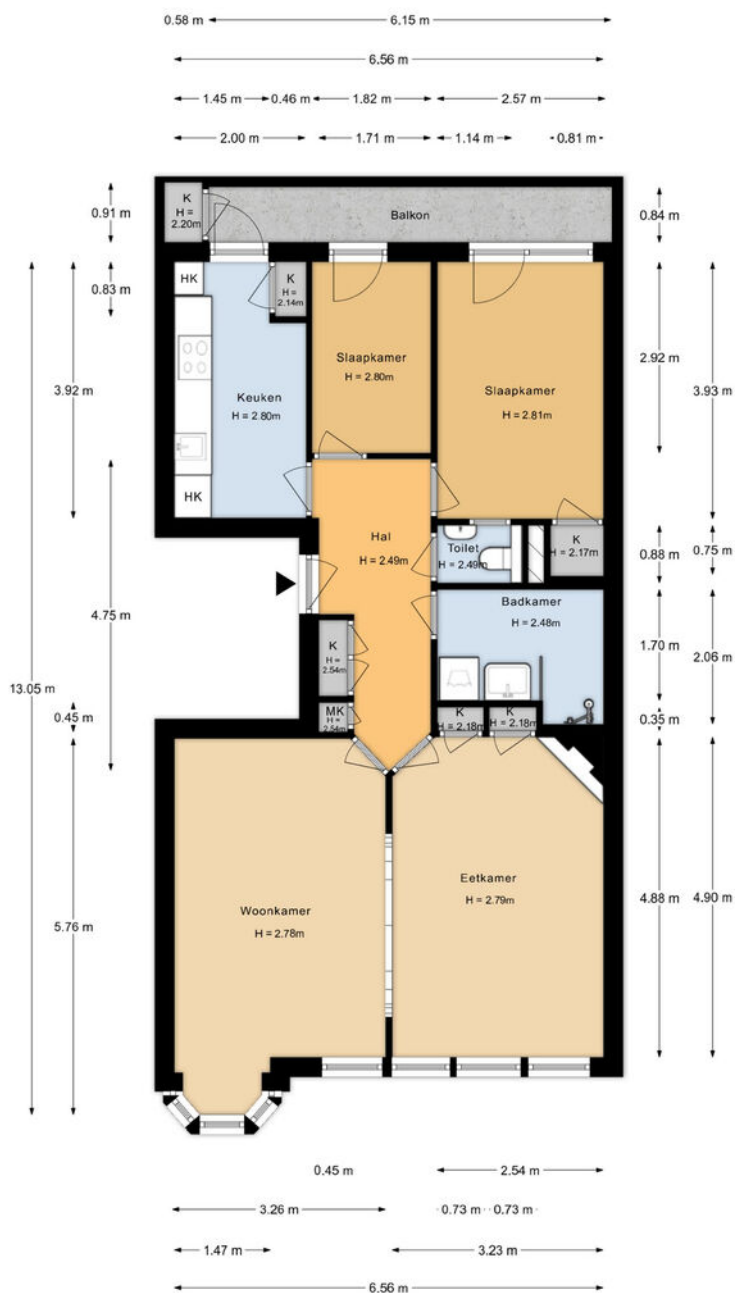 0.58 m 6.15 m
6.56 m
1.45 m 0.46 m 1.82 m 2.57 m
2.00 m 1.71 m 1.14 m 0.81 m
K
H =
2.20m
0.91 m
Balkon
0.84 m
HK
K
H =
2.14m
0.83 m
Slaapkamer
H = 2.80m
2.92 m
3.92 m
Keuken
H = 2.80m
Slaapkamer
H = 2.81m
3.93 m
HK
Hal
H = 2.49m
Toilet
H = 2.49m
K
H = 2.17m
0.88 m
0.75 m
Badkamer
H = 2.48m
4.75 m
K
H =
2.54m
1.70 m
2.06 m
13.05 m
MK
H =
2.54m
K
H = 2.18m
K
H = 2.18m
0.45 m
0.35 m
Eetkamer
H = 2.79m
4.88 m
4.90 m
Woonkamer
H = 2.78m
5.76 m
0.45 m 2.54 m
3.26 m 0.73 m 0.73 m
1.47 m 3.23 m
6.56 m